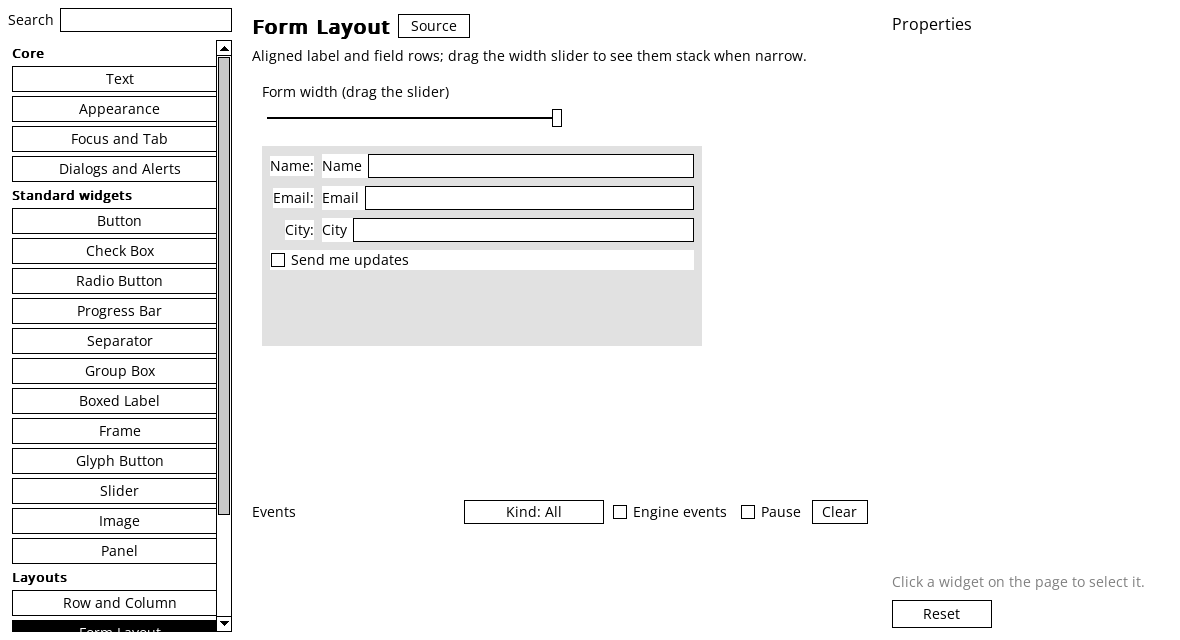 Search
Core
Text
Appearance
Focus and Tab
Dialogs and Alerts
Standard widgets
Button
Check Box
Radio Button
Progress Bar
Separator
Group Box
Boxed Label
Frame
Glyph Button
Slider
Image
Panel
Layouts
Row and Column
Form Layout
Form Layout Source
Aligned label and field rows; drag the width slider to see them stack when narrow.
Form width (drag the slider)
Name: Name
Email: Email
City: City
Send me updates
Events Kind: All Engine events Pause Clear
Properties
Click a widget on the page to select it.
Reset